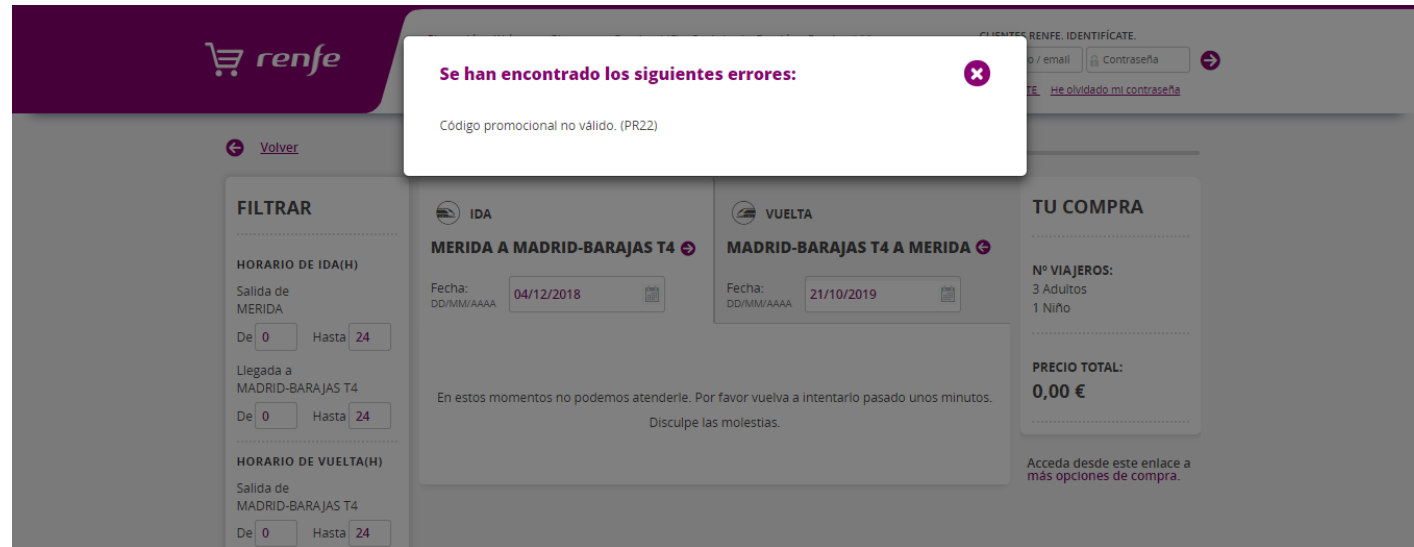 renfe
CLIENTES RENFE. IDENTIFÍCATE.
o / email
Contraseña
TE
He olvidado mi contraseña
Se han encontrado los siguientes errores:
Código promocional no válido. (PR22)
Volver
FILTRAR
HORARIO DE IDA(H)
Salida de
MERIDA
De 0 Hasta 24
Llegada a
MADRID-BARAJAS T4
De 0 Hasta 24
HORARIO DE VUELTA(H)
Salida de
MADRID-BARAJAS T4
De 0 Hasta 24
IDA
MERIDA A MADRID-BARAJAS T4
Fecha:
DD/MM/AAAA
04/12/2018
VUELTA
MADRID-BARAJAS T4 A MERIDA
Fecha:
DD/MM/AAAA
21/10/2019
En estos momentos no podemos atenderle. Por favor vuelva a intentarlo pasado unos minutos.
Disculpe las molestias.
TU COMPRA
Nº VIAJEROS:
3 Adultos
1 Niño
PRECIO TOTAL:
0,00 €
Acceda desde este enlace a
más opciones de compra.